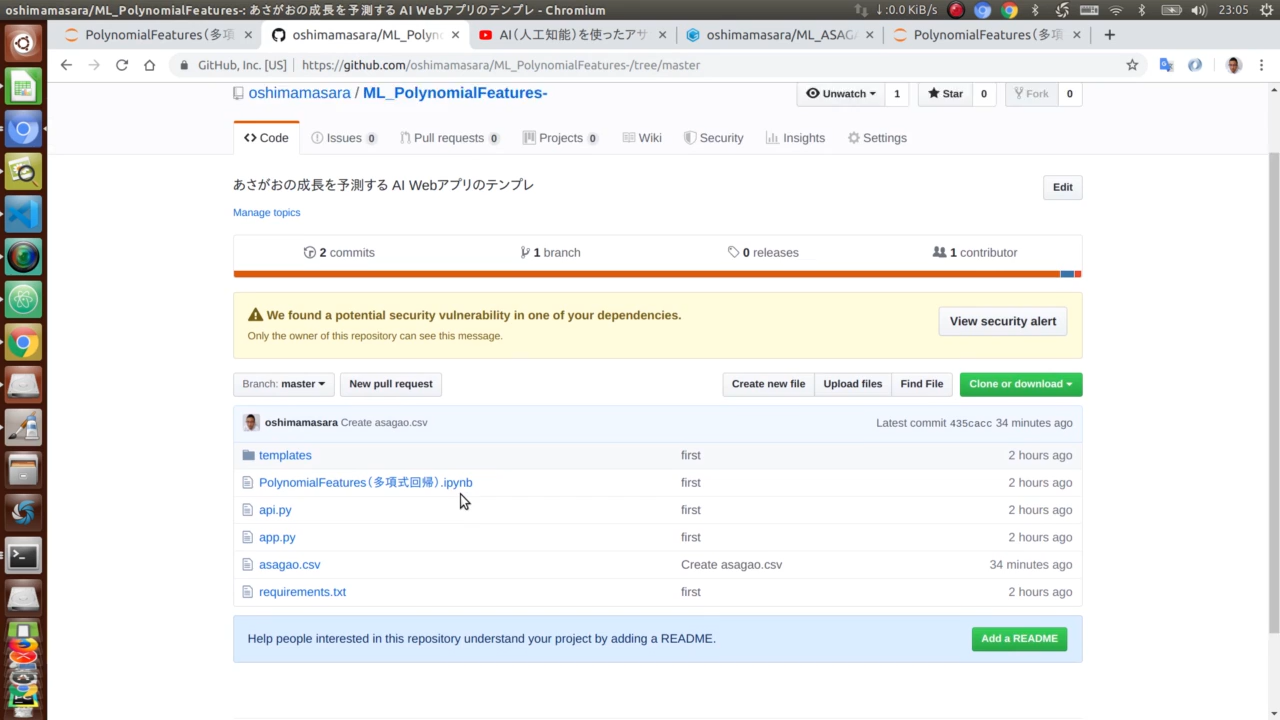 oshimamasara/ML_PolynomialFeatures-: あさがおの成長を予測する AI Webアプリのテンプレ - Chromium
1:0.0 KiB/s
23:05
PolynomialFeatures(多項
oshimamasara/ML_Polyn
AI(人工知能)を使ったアサ
oshimamasara/ML_ASAGA
PolynomialFeatures(多項
GitHub, Inc. [US]
https://github.com/oshimamasara/ML_PolynomialFeatures-/tree/master
oshimamasara / ML_PolynomialFeatures-
Unwatch 1
Star 0
Fork 0
Code
Issues 0
Pull requests 0
Projects 0
Wiki
Security
Insights
Settings
あさがおの成長を予測する AI Webアプリのテンプレ
Edit
Manage topics
2 commits
1 branch
0 releases
1 contributor
We found a potential security vulnerability in one of your dependencies.
Only the owner of this repository can see this message.
View security alert
Branch: master
New pull request
Create new file
Upload files
Find File
Clone or download
oshimamasara Create asagao.csv
Latest commit 435cacc 34 minutes ago
templates first 2 hours ago
PolynomialFeatures(多項式回帰).ipynb first 2 hours ago
api.py first 2 hours ago
app.py first 2 hours ago
asagao.csv Create asagao.csv 34 minutes ago
requirements.txt first 2 hours ago
Help people interested in this repository understand your project by adding a README.
Add a README